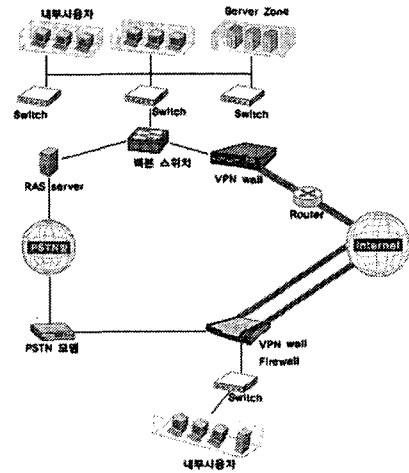 내부사용자
Server Zone
Switch
Switch
Switch
백본 스위치
RAS server
VPN wall
Router
PSTN망
Internet
PSTN 모뎀
VPN wall
Firewall
Switch
내부사용자